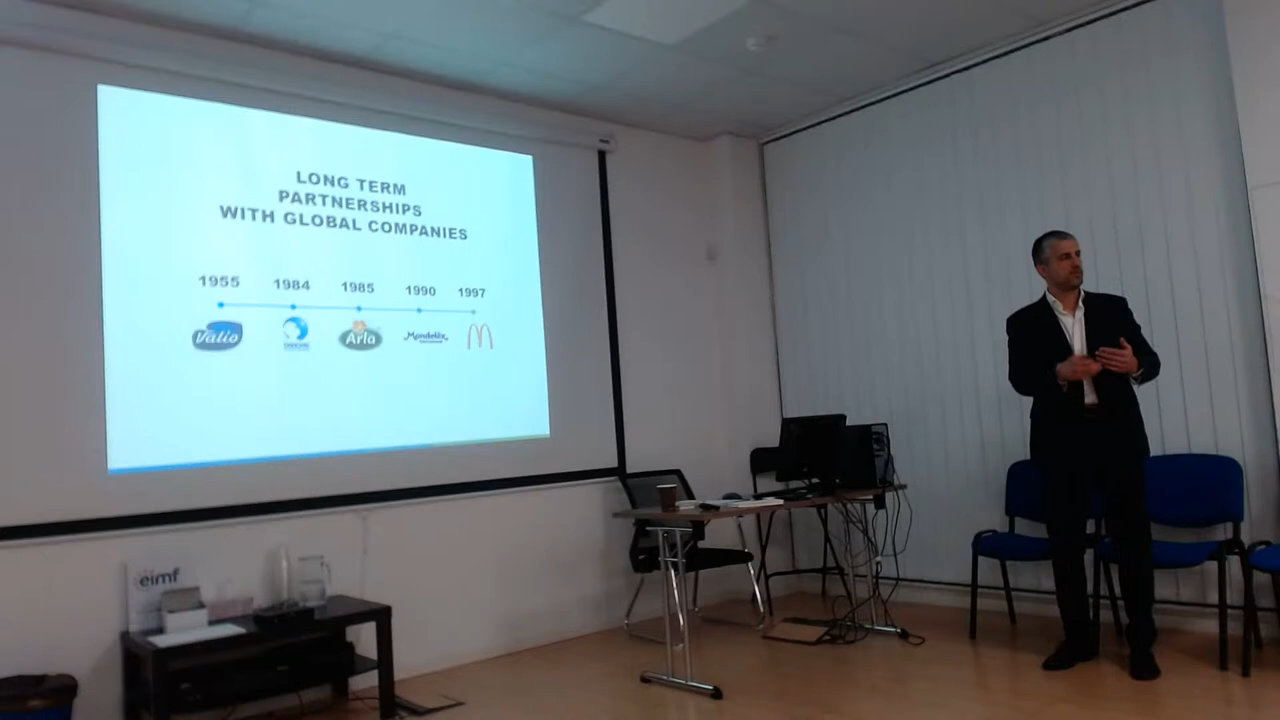 LONG TERM
PARTNERSHIPS
WITH GLOBAL COMPANIES
1955 1984 1985 1990 1997
Valio Arla Mondelēz
eimf